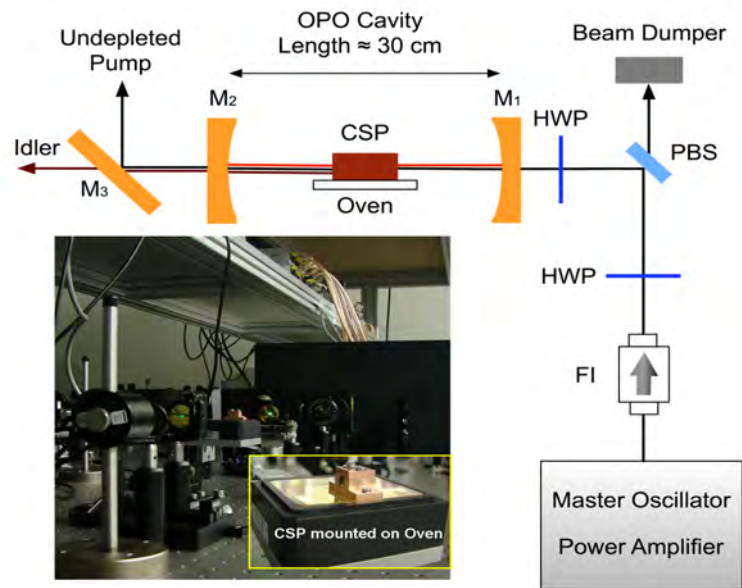 Undepleted
Pump
OPO Cavity
Length ≈ 30 cm
Beam Dumper
M₂
M₁
HWP
CSP
PBS
Idler
M₃
Oven
HWP
FI
CSP mounted on Oven
Master Oscillator
Power Amplifier